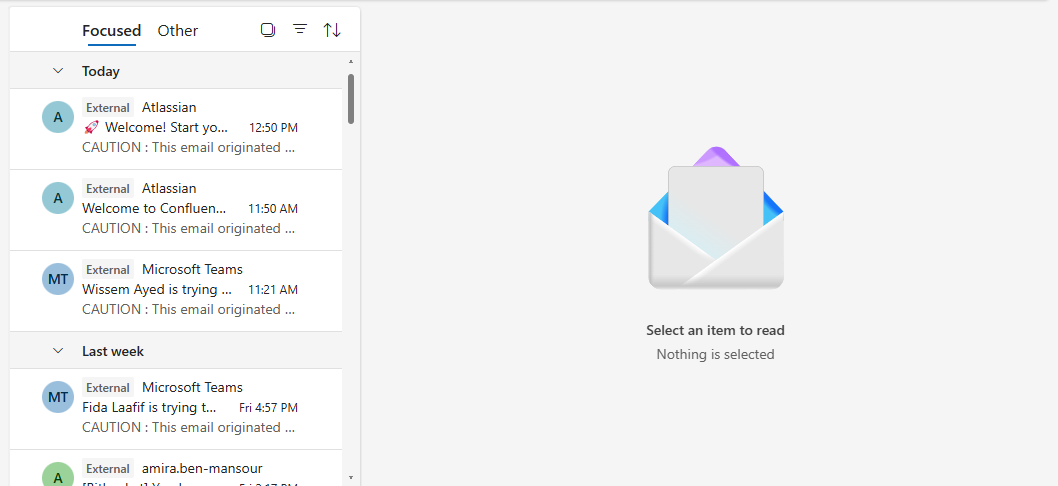 Focused Other
Today
A
External Atlassian
🚀 Welcome! Start yo... 12:50 PM
CAUTION : This email originated ...
A
External Atlassian
Welcome to Confluen... 11:50 AM
CAUTION : This email originated ...
MT
External Microsoft Teams
Wissem Ayed is trying ... 11:21 AM
CAUTION : This email originated ...
Last week
MT
External Microsoft Teams
Fida Laafif is trying t... Fri 4:57 PM
CAUTION : This email originated ...
A
External amira.ben-mansour
Select an item to read
Nothing is selected